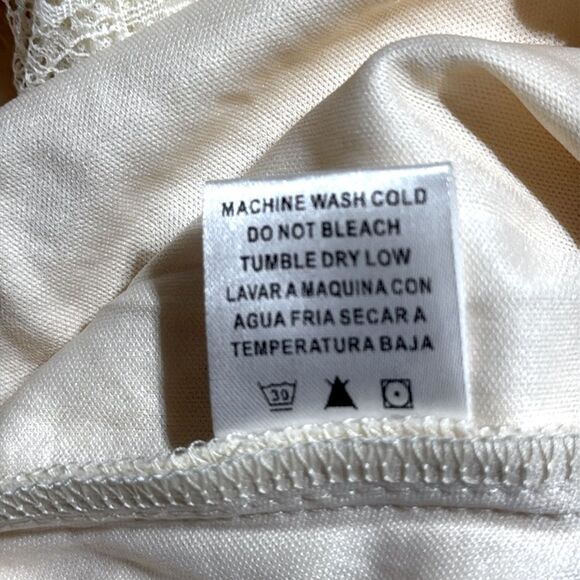 MACHINE WASH COLD
DO NOT BLEACH
TUMBLE DRY LOW
LAVAR A MAQUINA CON
AGUA FRIA SECAR A
TEMPERATURA BAJA
30